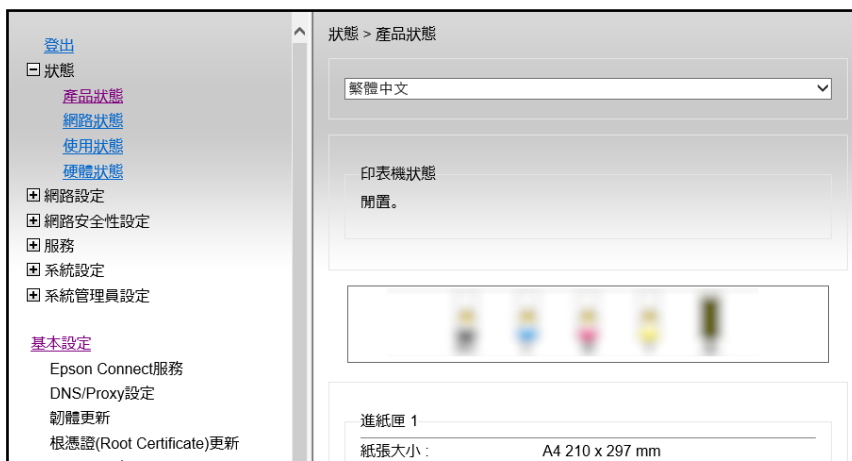 登出
狀態
產品狀態
網路狀態
使用狀態
硬體狀態
網路設定
網路安全性設定
服務
系統設定
系統管理員設定
基本設定
Epson Connect服務
DNS/Proxy設定
韌體更新
根憑證(Root Certificate)更新
狀態 > 產品狀態
繁體中文
印表機狀態
閒置。
進紙匣 1
紙張大小 : A4 210 x 297 mm